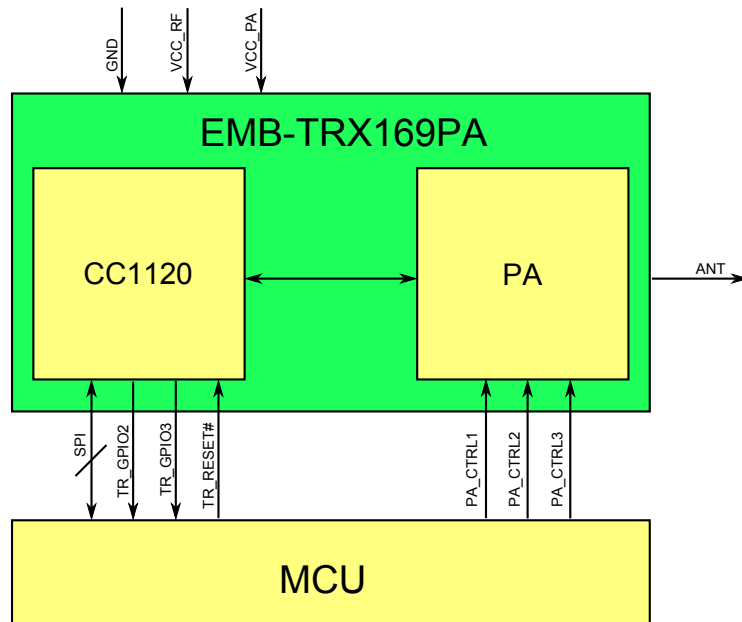 GND
VCC_RF
VCC_PA
EMB-TRX169PA
CC1120
PA
ANT
SPI
TR_GPIO2
TR_GPIO3
TR_RESET#
PA_CTRL1
PA_CTRL2
PA_CTRL3
MCU